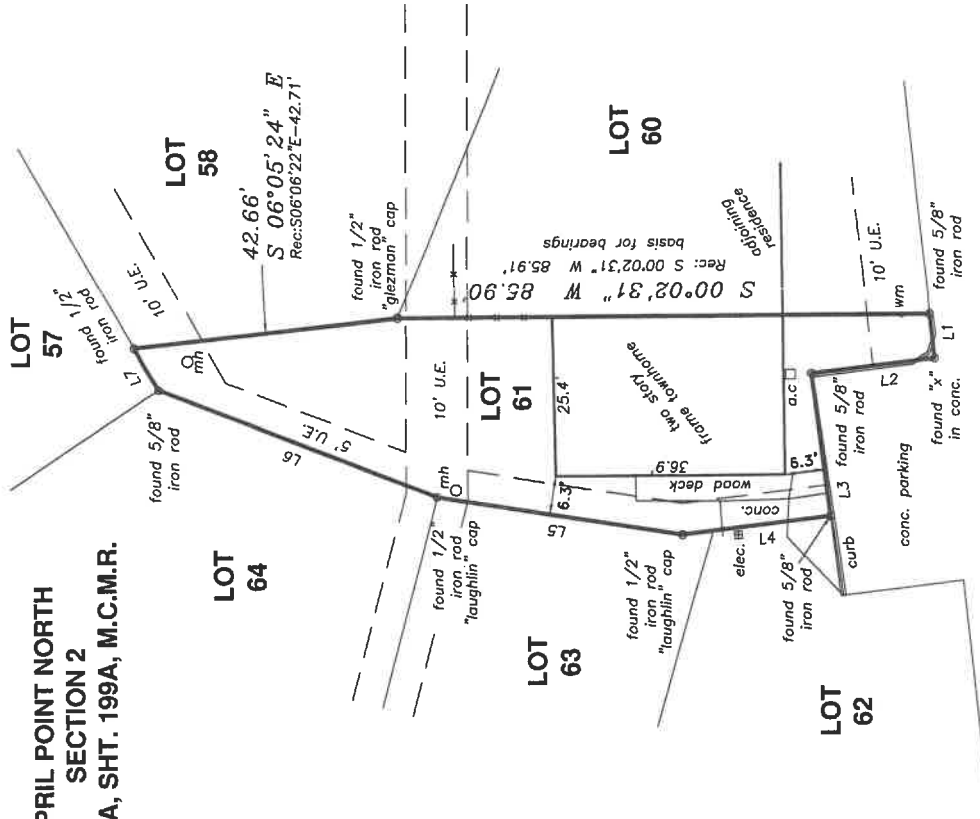 PRIL POINT NORTH
SECTION 2
A, SHT. 199A, M.C.M.R.
LOT
57
found 1/2"
iron rod
L7
10' U.E.
mh
LOT
58
42.66'
S 06°05'24" E
Rec:S06°06'22"E-42.71'
found 5/8"
iron rod
L6
5' U.E.
found 1/2"
iron rod
"glezman" cap
LOT
64
10' U.E.
mh
found 1/2"
iron rod
"laughlin" cap
LOT
61
LOT
60
S 00°02'31" W 85.90'
Rec: S 00°02'31" W 85.91'
basis for bearings
adjoining
residence
25.4'
two story
frame townhome
36.9'
wood deck
6.3'
L5
LOT
63
found 1/2"
iron rod
"laughlin" cap
conc.
elec.
L4
6.3'
a.c
L3
found 5/8"
iron rod
found 5/8"
iron rod
curb
conc. parking
L2
10' U.E.
wm
L1
found "x"
in conc.
found 5/8"
iron rod
LOT
62